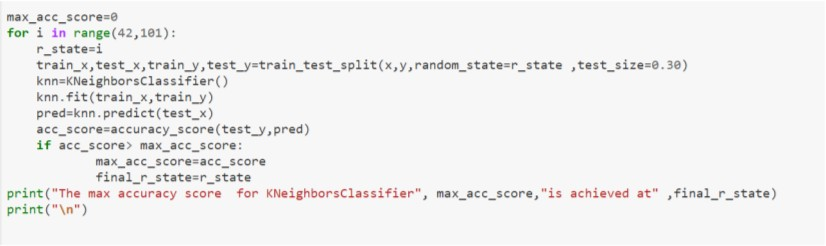 max_acc_score=0
for i in range(42,101):
    r_state=i
    train_x,test_x,train_y,test_y=train_test_split(x,y,random_state=r_state ,test_size=0.30)
    knn=KNeighborsClassifier()
    knn.fit(train_x,train_y)
    pred=knn.predict(test_x)
    acc_score=accuracy_score(test_y,pred)
    if acc_score> max_acc_score:
            max_acc_score=acc_score
            final_r_state=r_state
print("The max accuracy score  for KNeighborsClassifier", max_acc_score,"is achieved at" ,final_r_state)
print("\n")